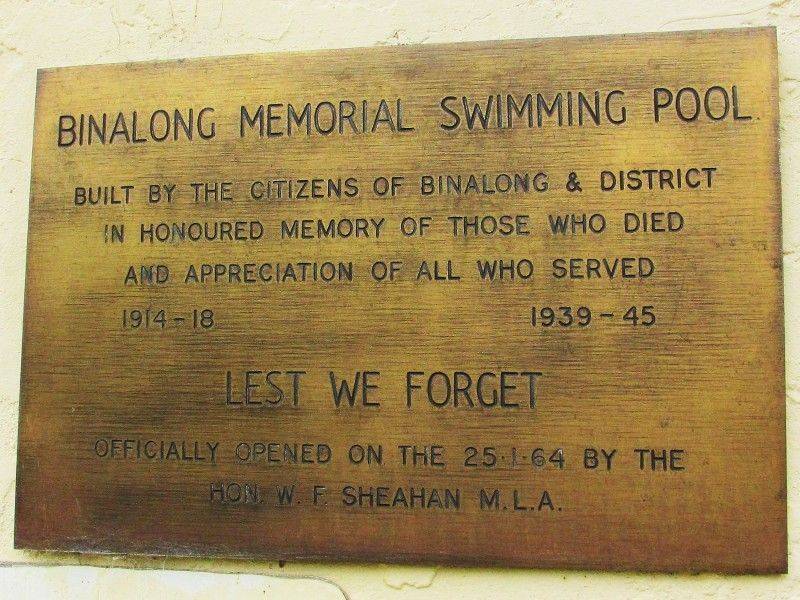 BINALONG MEMORIAL SWIMMING POOL.
BUILT BY THE CITIZENS OF BINALONG & DISTRICT
IN HONOURED MEMORY OF THOSE WHO DIED
AND APPRECIATION OF ALL WHO SERVED
1914-18 1939-45
LEST WE FORGET
OFFICIALLY OPENED ON THE 25·1·64 BY THE
HON. W. F. SHEAHAN M.L.A.